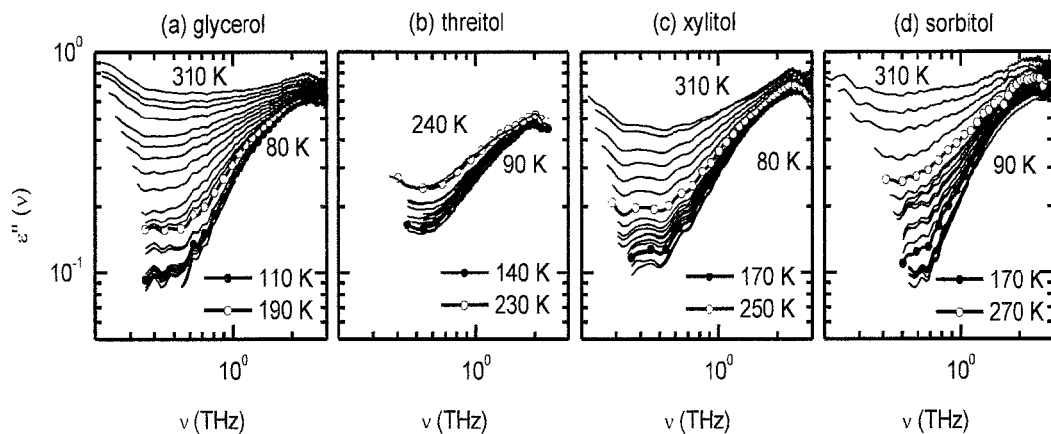 (a) glycerol
(b) threitol
(c) xylitol
(d) sorbitol
10⁰
10⁻¹
ε'' (ν)
310 K
80 K
110 K
190 K
10⁰
ν (THz)
240 K
90 K
140 K
230 K
10⁰
ν (THz)
310 K
80 K
170 K
250 K
10⁰
ν (THz)
310 K
90 K
170 K
270 K
10⁰
ν (THz)